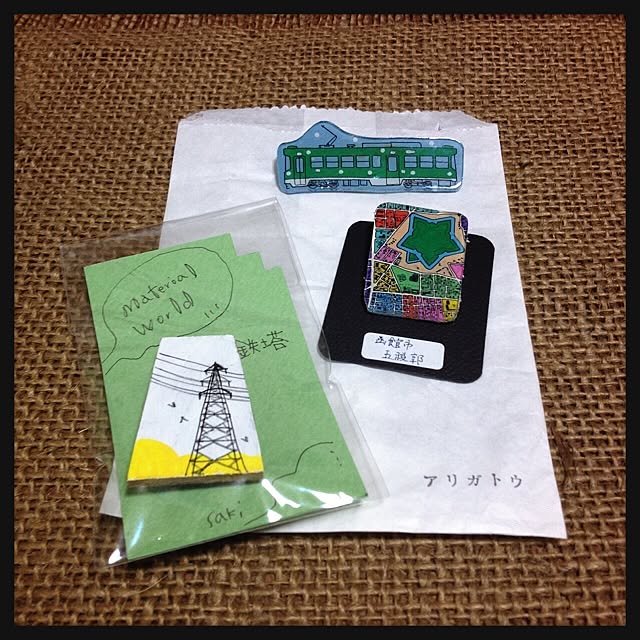 material
world
...
鉄塔
saki
函館市
五稜郭
アリガトウ